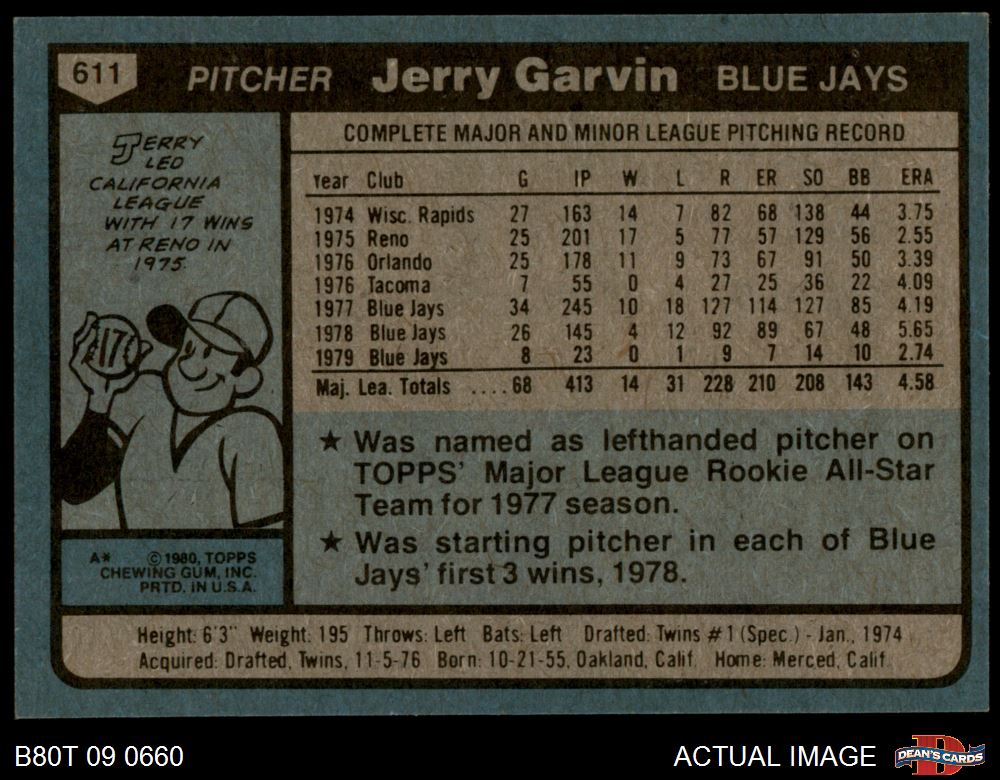 611 PITCHER Jerry Garvin BLUE JAYS
JERRY
LED
CALIFORNIA
LEAGUE
WITH 17 WINS
AT RENO IN
1975.
17
COMPLETE MAJOR AND MINOR LEAGUE PITCHING RECORD
Year Club G IP W L R ER SO BB ERA
1974 Wisc. Rapids 27 163 14 7 82 68 138 44 3.75
1975 Reno 25 201 17 5 77 57 129 56 2.55
1976 Orlando 25 178 11 9 73 67 91 50 3.39
1976 Tacoma 7 55 0 4 27 25 36 22 4.09
1977 Blue Jays 34 245 10 18 127 114 127 85 4.19
1978 Blue Jays 26 145 4 12 92 89 67 48 5.65
1979 Blue Jays 8 23 0 1 9 7 14 10 2.74
Maj. Lea. Totals ....68 413 14 31 228 210 208 143 4.58
★ Was named as lefthanded pitcher on
TOPPS' Major League Rookie All-Star
Team for 1977 season.
★ Was starting pitcher in each of Blue
Jays' first 3 wins, 1978.
A* ©1980, TOPPS
CHEWING GUM, INC.
PRTD. IN U.S.A.
Height: 6'3" Weight: 195 Throws: Left Bats: Left Drafted: Twins #1 (Spec.) - Jan., 1974
Acquired: Drafted, Twins, 11-5-76 Born: 10-21-55, Oakland, Calif. Home: Merced, Calif.
B80T 09 0660 ACTUAL IMAGE DEAN'S CARDS